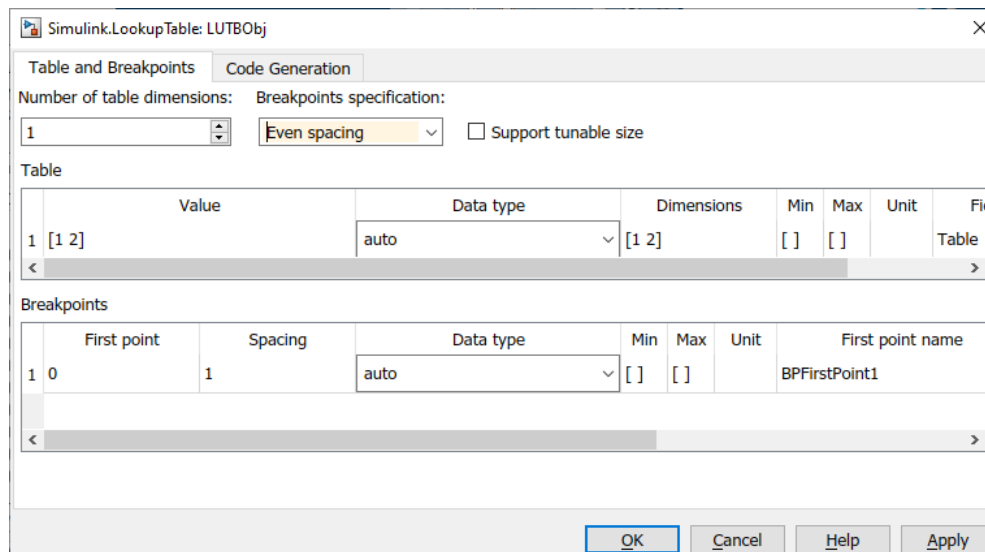 Simulink.LookupTable: LUTBObj
Table and Breakpoints Code Generation
Number of table dimensions: Breakpoints specification:
1 Even spacing Support tunable size
Table
Value Data type Dimensions Min Max Unit Fi
1 [1 2] auto [1 2] [ ] [ ] Table
Breakpoints
First point Spacing Data type Min Max Unit First point name
1 0 1 auto [ ] [ ] BPFirstPoint1
OK Cancel Help Apply